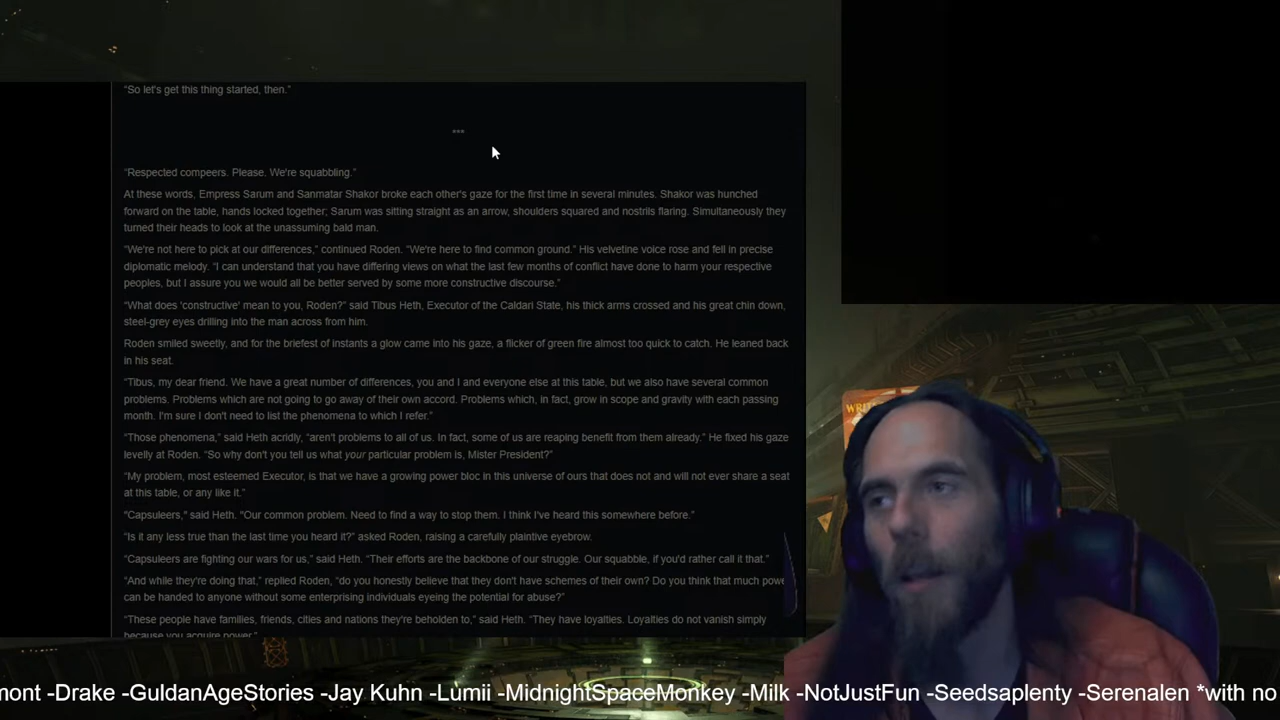 “So let's get this thing started, then.”
***
“Respected compeers. Please. We're squabbling.”
At these words, Empress Sarum and Sanmatar Shakor broke each other's gaze for the first time in several minutes. Shakor was hunched
forward on the table, hands locked together; Sarum was sitting straight as an arrow, shoulders squared and nostrils flaring. Simultaneously they
turned their heads to look at the unassuming bald man.
“We're not here to pick at our differences,” continued Roden. “We're here to find common ground.” His velvetine voice rose and fell in precise
diplomatic melody. “I can understand that you have differing views on what the last few months of conflict have done to harm your respective
peoples, but I assure you we would all be better served by some more constructive discourse.”
“What does 'constructive' mean to you, Roden?” said Tibus Heth, Executor of the Caldari State, his thick arms crossed and his great chin down,
steel-grey eyes drilling into the man across from him.
Roden smiled sweetly, and for the briefest of instants a glow came into his gaze, a flicker of green fire almost too quick to catch. He leaned back
in his seat.
“Tibus, my dear friend. We have a great number of differences, you and I and everyone else at this table, but we also have several common
problems. Problems which are not going to go away of their own accord. Problems which, in fact, grow in scope and gravity with each passing
month. I'm sure I don't need to list the phenomena to which I refer.”
“Those phenomena,” said Heth acridly, “aren't problems to all of us. In fact, some of us are reaping benefit from them already.” He fixed his gaze
levelly at Roden. “So why don't you tell us what your particular problem is, Mister President?”
“My problem, most esteemed Executor, is that we have a growing power bloc in this universe of ours that does not and will not ever share a seat
at this table, or any like it.”
“Capsuleers,” said Heth. “Our common problem. Need to find a way to stop them. I think I've heard this somewhere before.”
“Is it any less true than the last time you heard it?” asked Roden, raising a carefully plaintive eyebrow.
“Capsuleers are fighting our wars for us,” said Heth. “Their efforts are the backbone of our struggle. Our squabble, if you'd rather call it that.”
“And while they're doing that,” replied Roden, “do you honestly believe that they don't have schemes of their own? Do you think that much powe
can be handed to anyone without some enterprising individuals eyeing the potential for abuse?”
“These people have families, friends, cities and nations they're beholden to,” said Heth. “They have loyalties. Loyalties do not vanish simply
because you acquire power.”
WRIT
mont -Drake -GuldanAgeStories -Jay Kuhn -Lumii -MidnightSpaceMonkey -Milk -NotJustFun -Seedsaplenty -Serenalen *with no